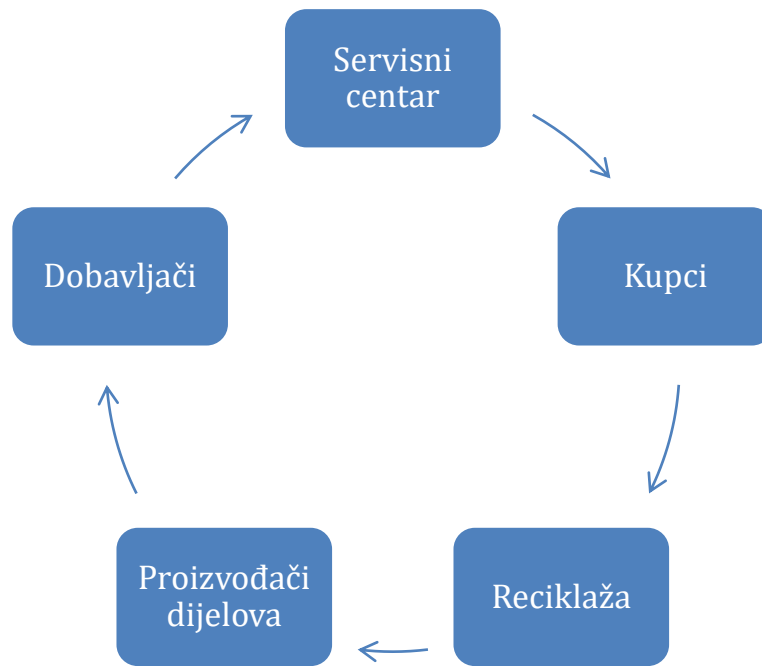 Servisni
centar
Kupci
Reciklaža
Proizvođači
dijelova
Dobavljači